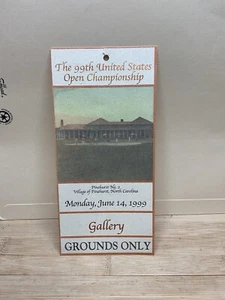 The 99th United States
Open Championship
Pinehurst No. 2
Village of Pinehurst, North Carolina
Monday, June 14, 1999
Gallery
GROUNDS ONLY